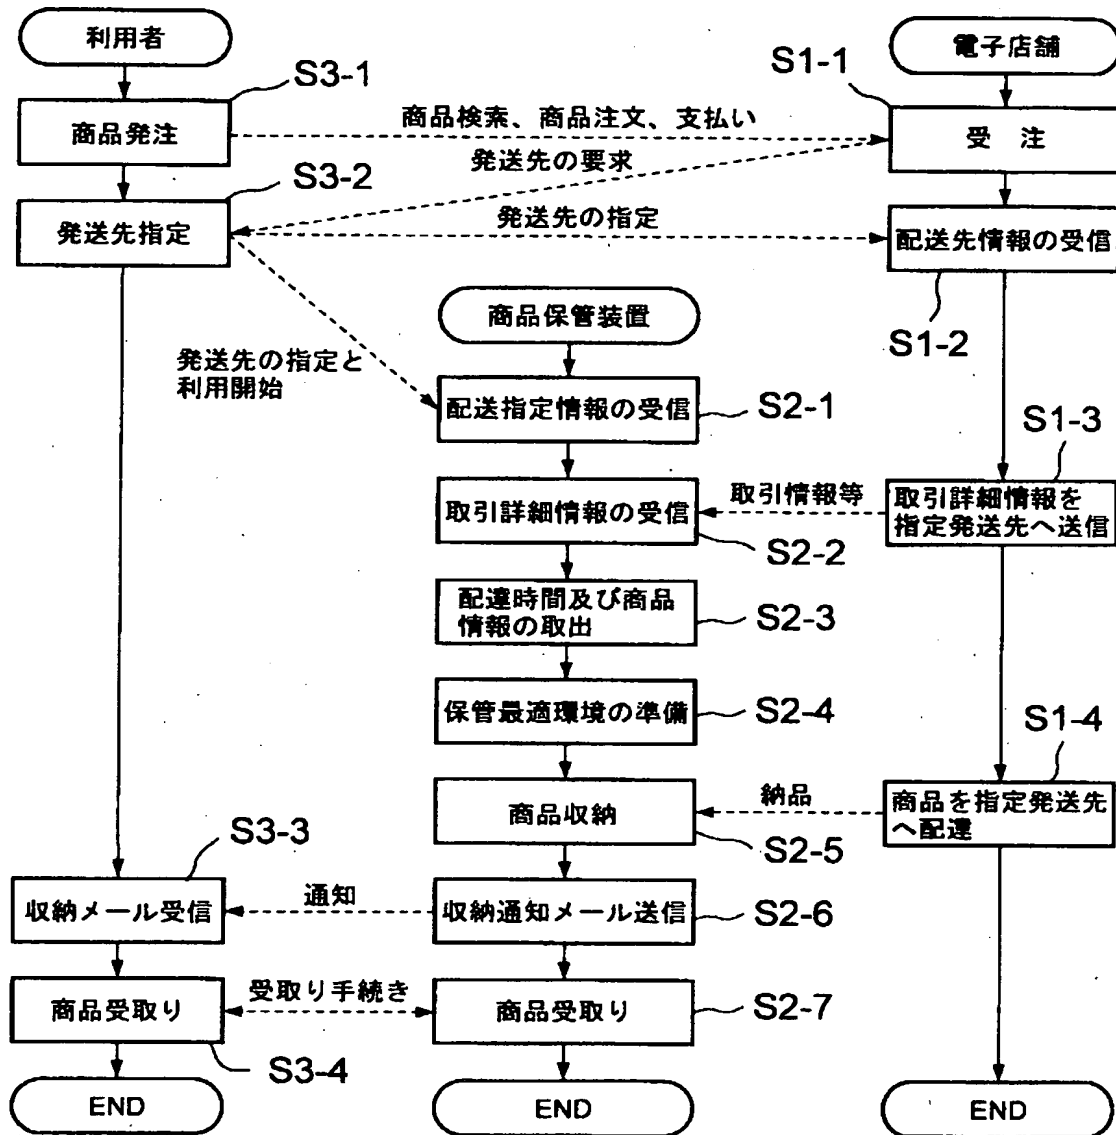 利用者
電子店舗
S3-1
S1-1
商品発注
商品検索、商品注文、支払い
受 注
発送先の要求
S3-2
発送先指定
発送先の指定
配送先情報の受信
S1-2
商品保管装置
発送先の指定と
利用開始
配送指定情報の受信
S2-1
S1-3
取引詳細情報の受信
取引情報等
取引詳細情報を
指定発送先へ送信
S2-2
配達時間及び商品
情報の取出
S2-3
保管最適環境の準備
S2-4
S1-4
商品収納
納品
商品を指定発送先
へ配達
S2-5
S3-3
収納メール受信
通知
収納通知メール送信
S2-6
商品受取り
受取り手続き
商品受取り
S2-7
S3-4
END
END
END